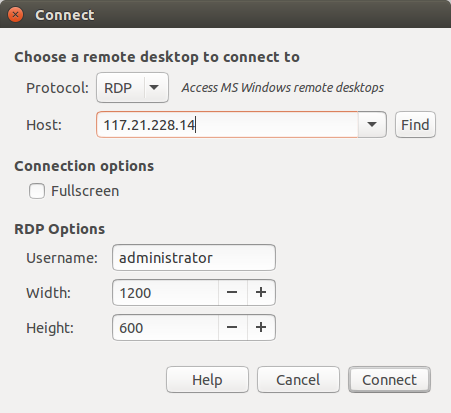 Connect
Choose a remote desktop to connect to
Protocol: RDP Access MS Windows remote desktops
Host: 117.21.228.14 Find
Connection options
Fullscreen
RDP Options
Username: administrator
Width: 1200 − +
Height: 600 − +
Help Cancel Connect